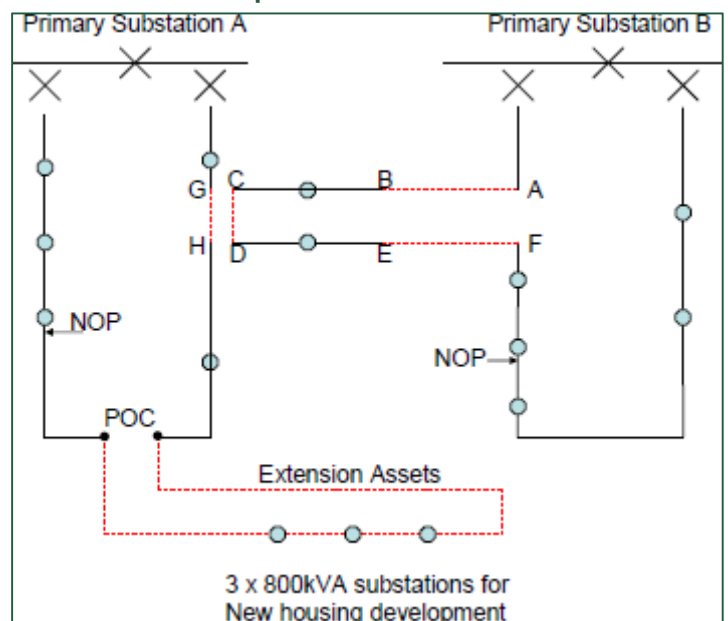 Primary Substation A
Primary Substation B
G
C
B
A
H
D
E
F
NOP
NOP
POC
Extension Assets
3 x 800kVA substations for
New housing development